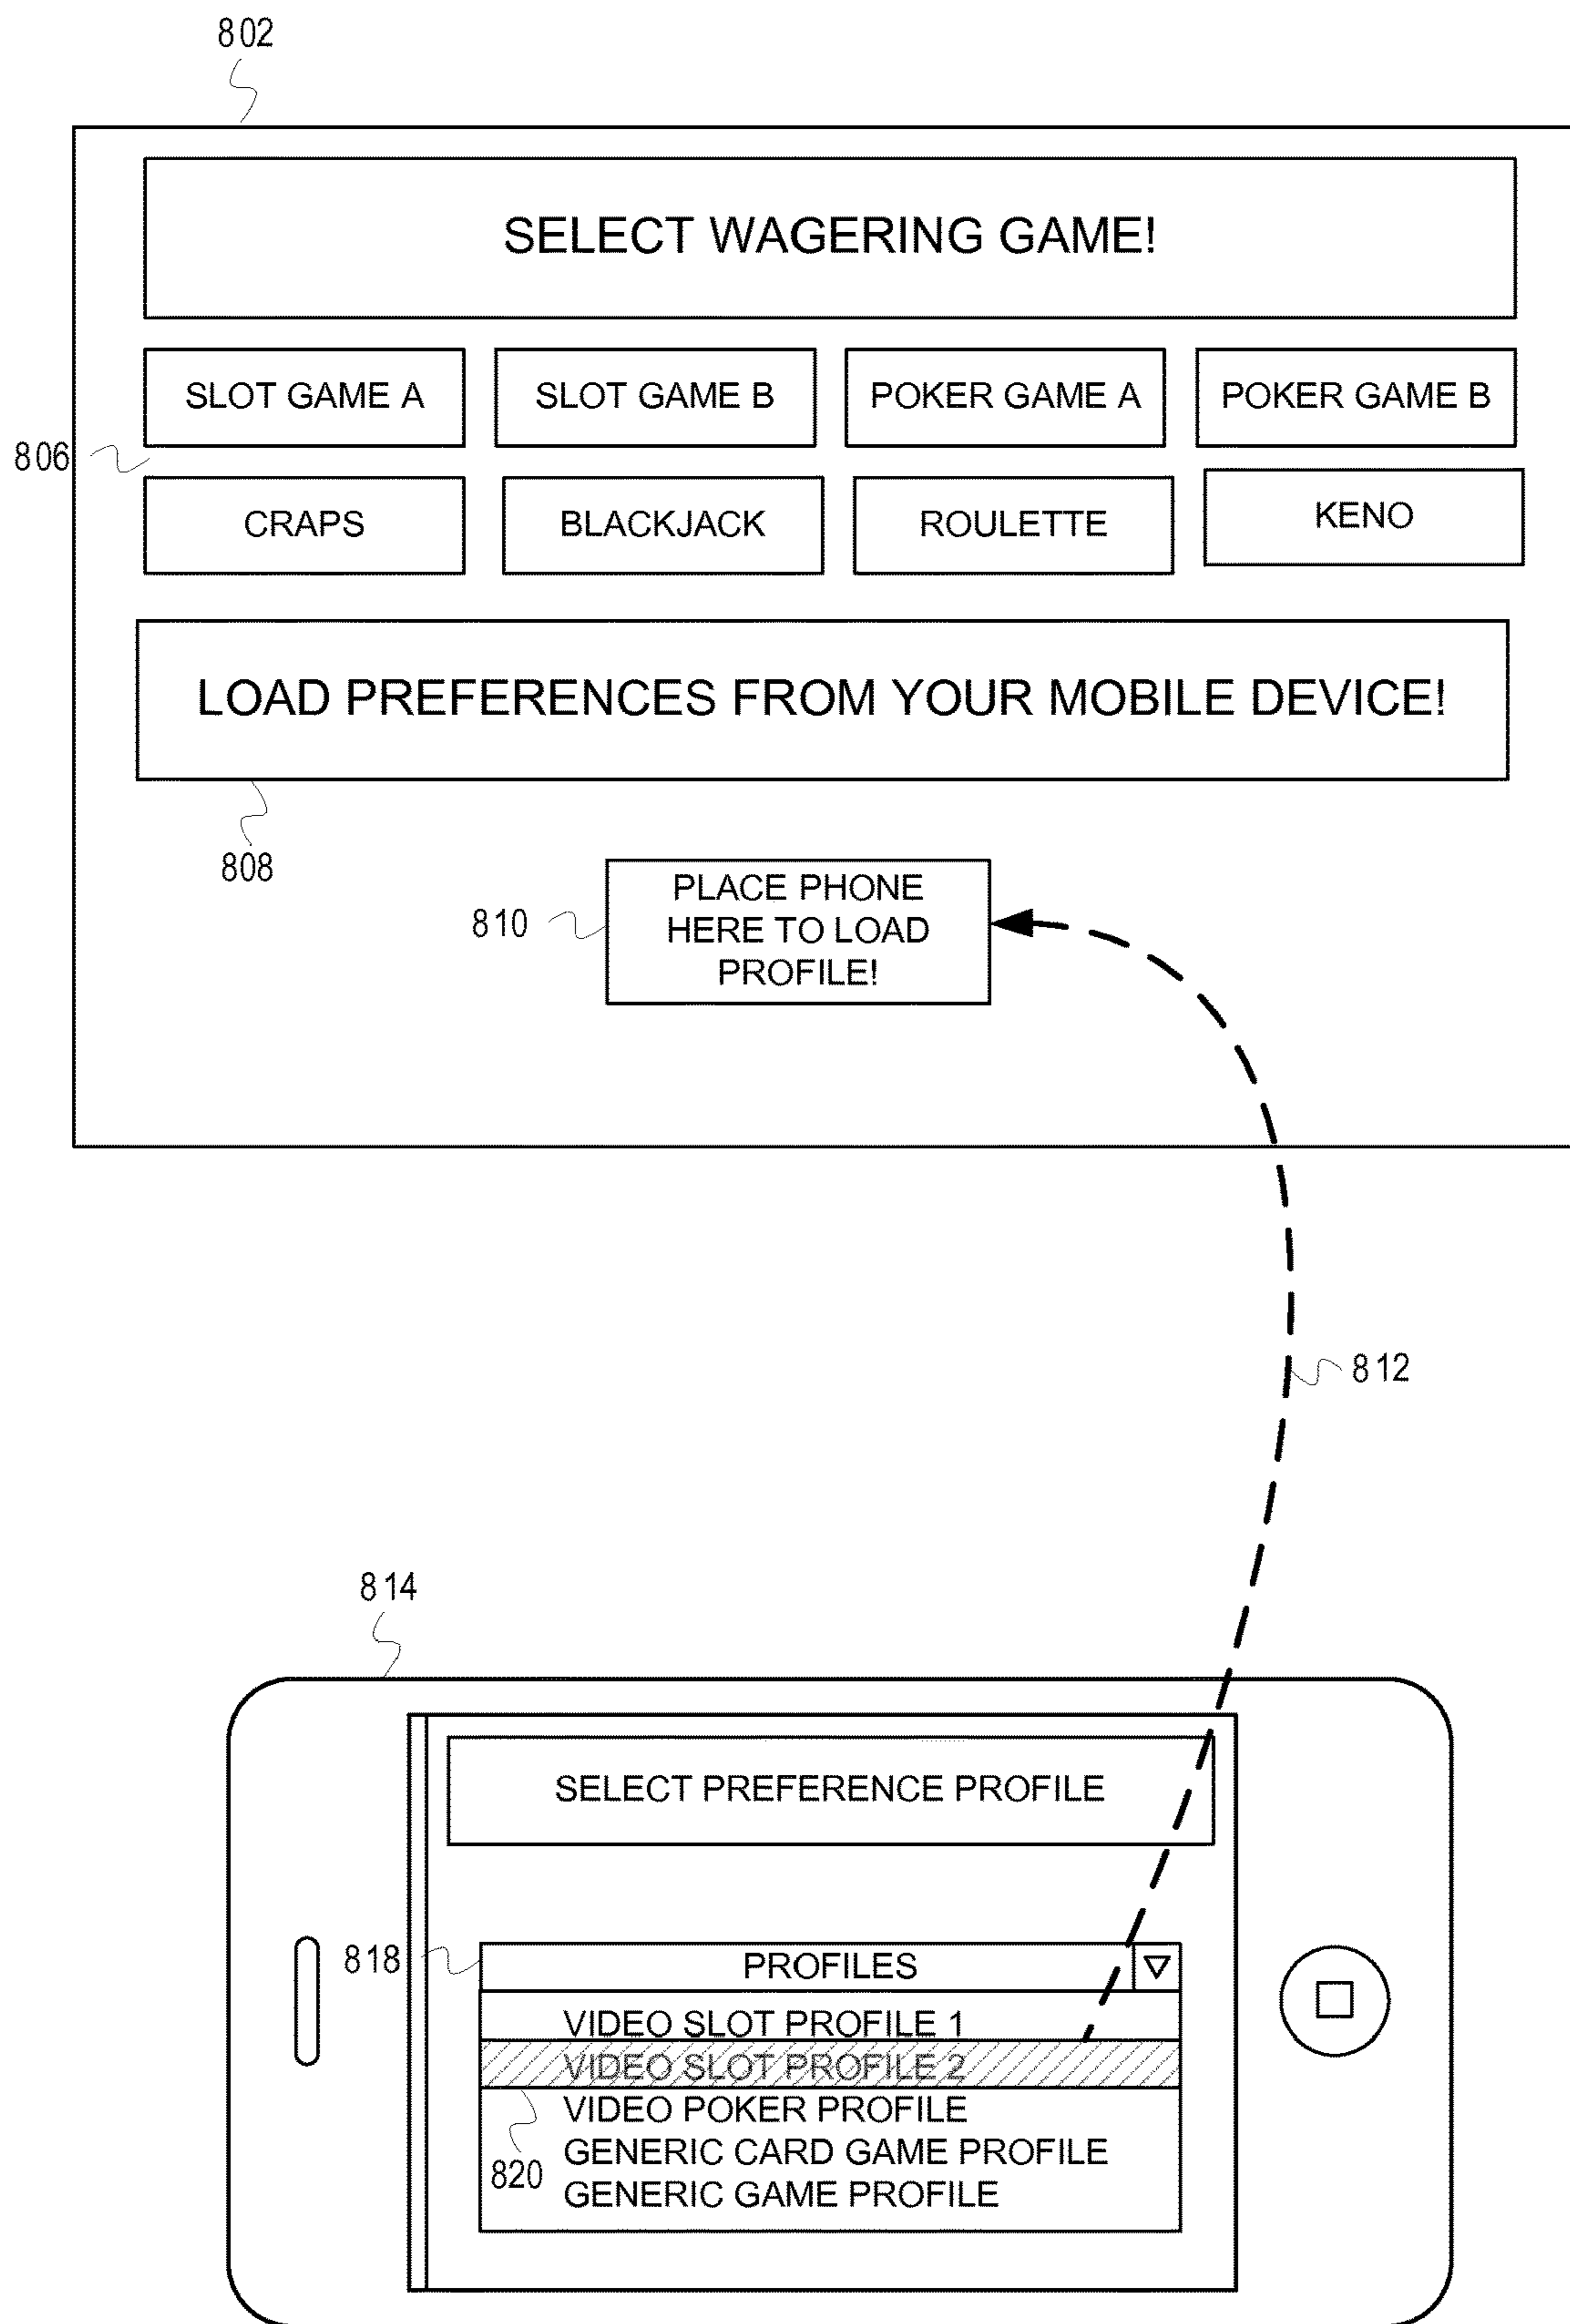 802
SELECT WAGERING GAME!
SLOT GAME A
SLOT GAME B
POKER GAME A
POKER GAME B
806
CRAPS
BLACKJACK
ROULETTE
KENO
LOAD PREFERENCES FROM YOUR MOBILE DEVICE!
808
810
PLACE PHONE
HERE TO LOAD
PROFILE!
812
814
SELECT PREFERENCE PROFILE
818
PROFILES
VIDEO SLOT PROFILE 1
VIDEO SLOT PROFILE 2
VIDEO POKER PROFILE
820
GENERIC CARD GAME PROFILE
GENERIC GAME PROFILE